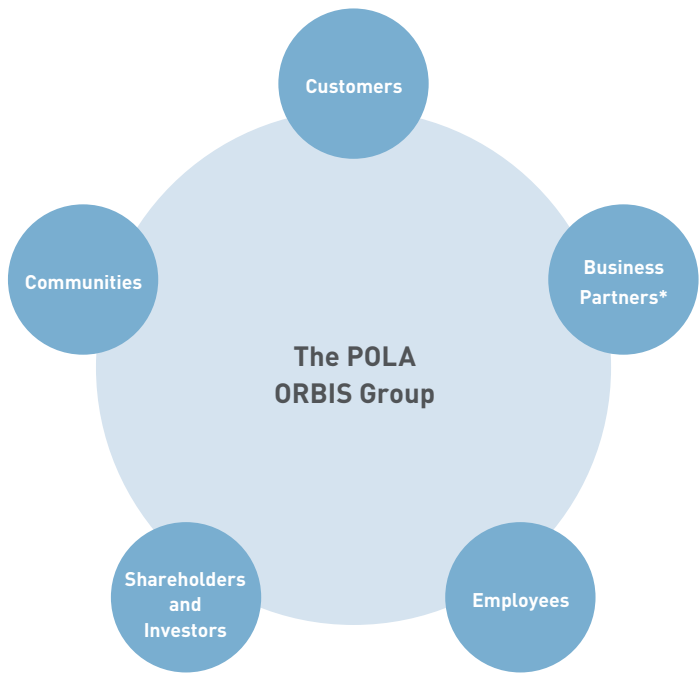 Customers
Communities
Business
Partners*
The POLA
ORBIS Group
Shareholders
and
Investors
Employees